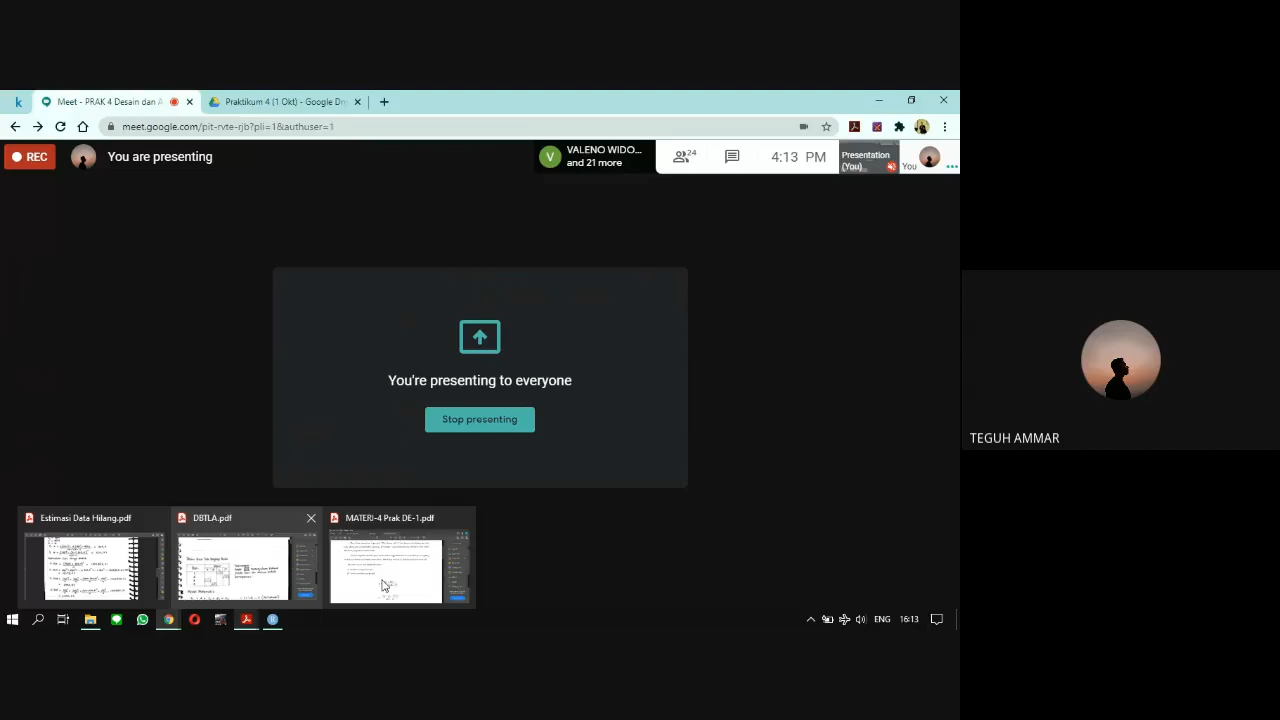 Meet - PRAK 4 Desain dan A
Praktikum 4 (1 Okt) - Google Dr
meet.google.com/pit-rvte-rjb?pli=1&authuser=1
REC
You are presenting
V
VALENO WIDO...
and 21 more
24
4:13 PM
Presentation
(You)
You
You're presenting to everyone
Stop presenting
TEGUH AMMAR
Estimasi Data Hilang.pdf
DBTLA.pdf
MATERI-4 Prak DE-1.pdf
ENG
16:13